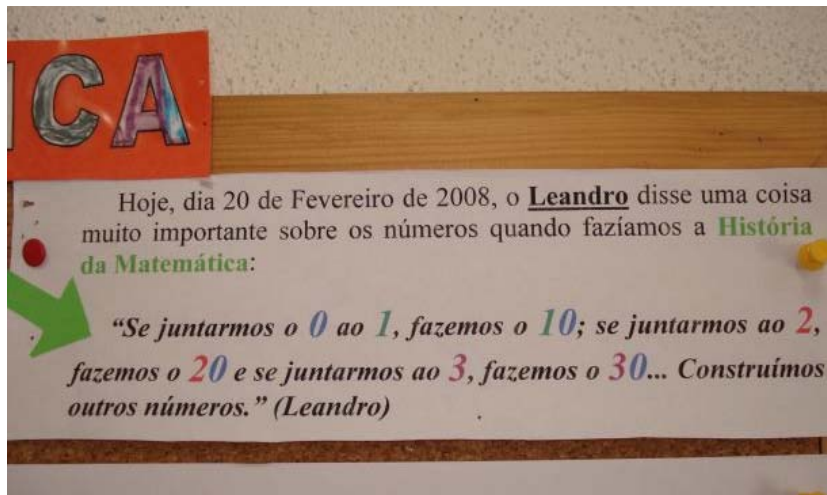 ICA
Hoje, dia 20 de Fevereiro de 2008, o Leandro disse uma coisa
muito importante sobre os números quando fazíamos a História
da Matemática:
“Se juntarmos o 0 ao 1, fazemos o 10; se juntarmos ao 2,
fazemos o 20 e se juntarmos ao 3, fazemos o 30... Construímos
outros números.” (Leandro)